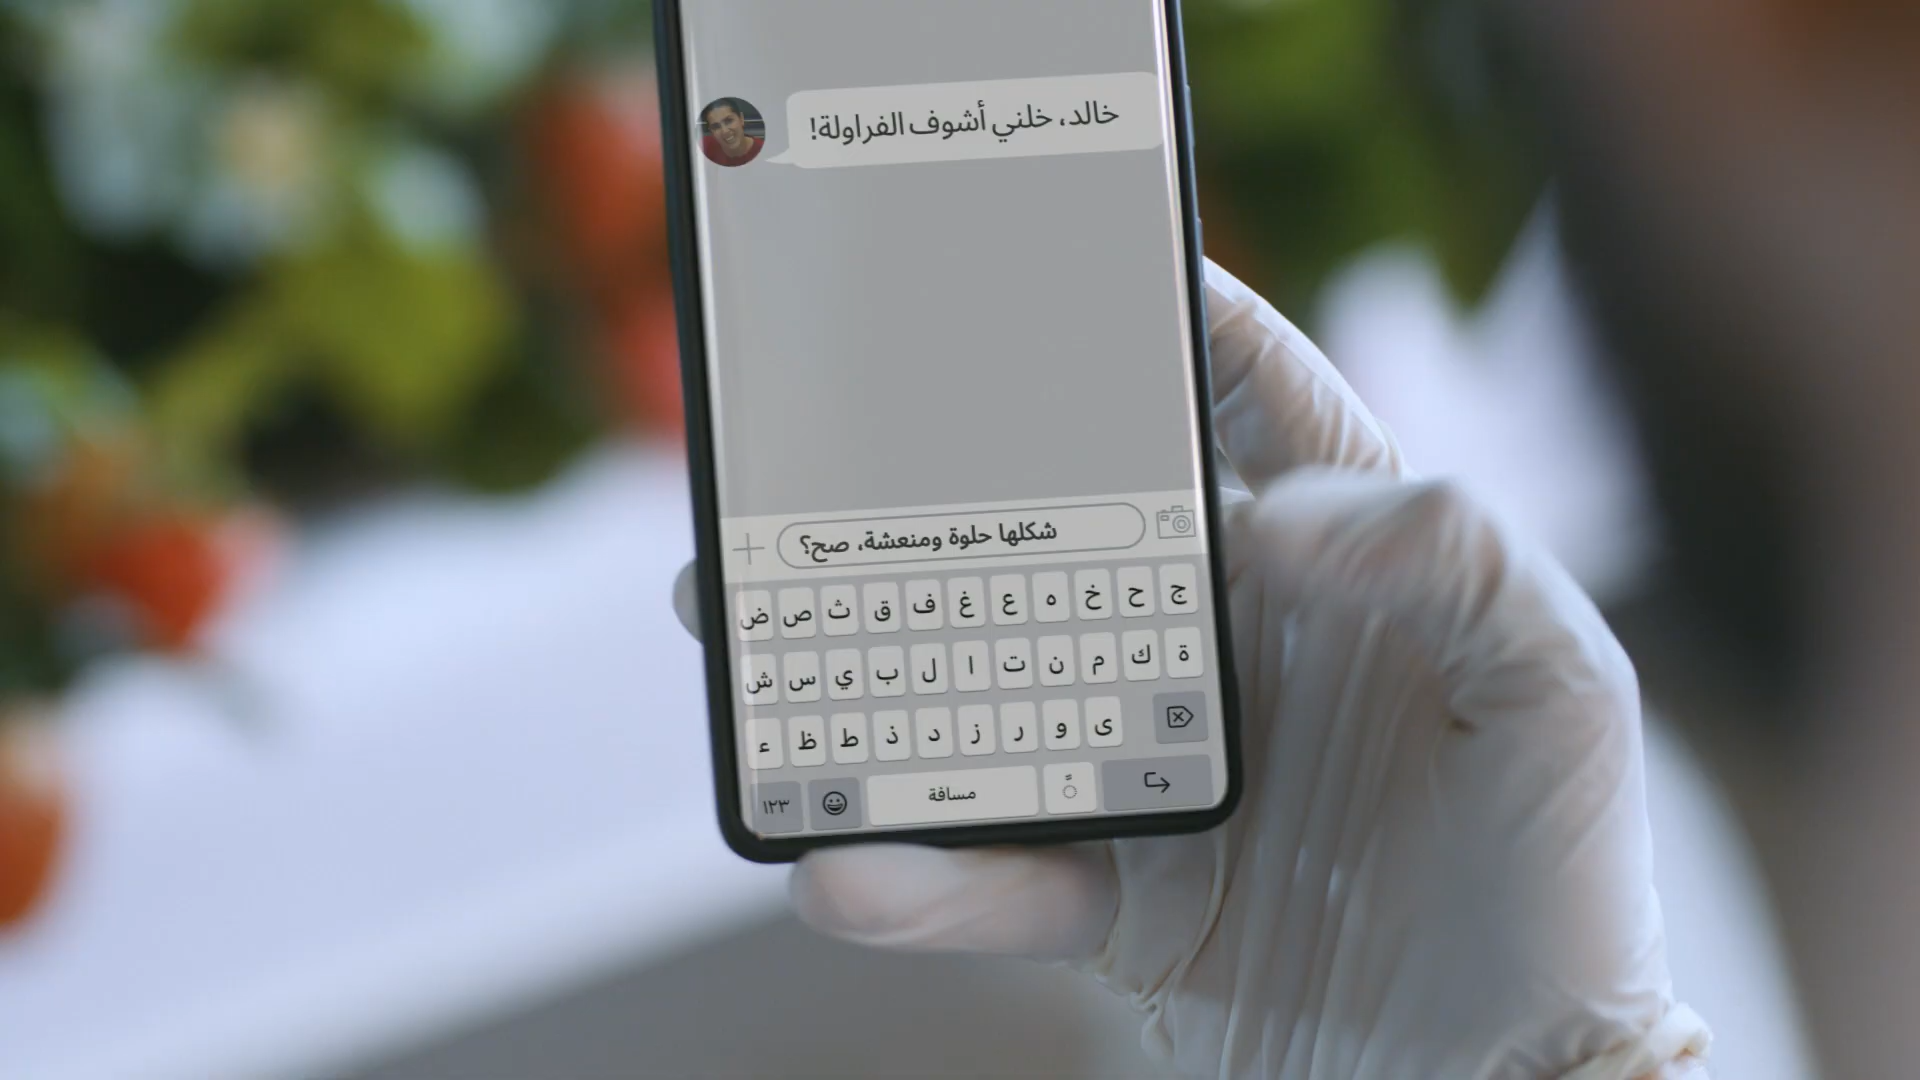 خالد، خلني أشوف الفراولة!
شكلها حلوة ومنعشة، صح؟
ض ص ث ق ف غ ع ه خ ح ج
ش س ي ب ل ا ت ن م ك ة
ء ظ ط ذ د ز ر و ى
١٢٣ مسافة